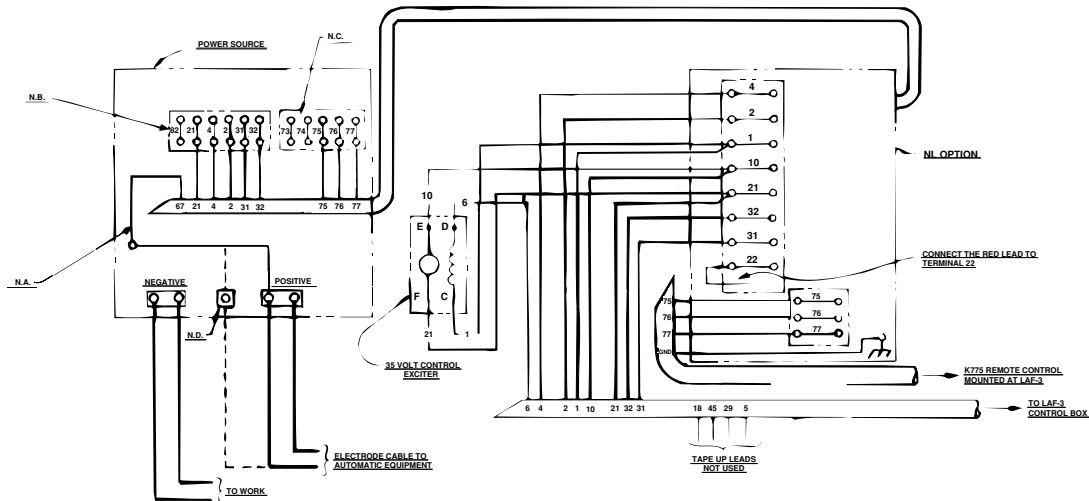 POWER SOURCE
N.C.
N.B.
82 21 4 2 31 32
73 74 75 76 77
67 21 4 2 31 32 75 76 77
N.A.
NEGATIVE
POSITIVE
N.D.
10 6
E D
F C
21 1
35 VOLT CONTROL
EXCITER
4
2
1
10
21
32
31
22
NL OPTION
CONNECT THE RED LEAD TO
TERMINAL 22
75
76
77
75
76
77
GND
K775 REMOTE CONTROL
MOUNTED AT LAF-3
6 4 2 1 10 21 32 31 18 45 29 5
TO LAF-3
CONTROL BOX
TAPE UP LEADS
NOT USED
ELECTRODE CABLE TO
AUTOMATIC EQUIPMENT
TO WORK